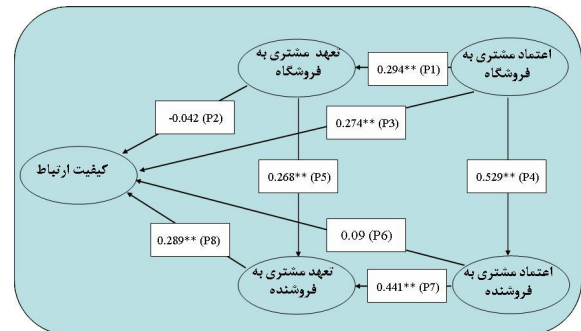 اعتماد مشتری به
فروشگاه
0.294** (P1)
تعهد مشتری به
فروشگاه
-0.042 (P2)
0.274** (P3)
کیفیت ارتباط
0.268** (P5)
0.529** (P4)
0.09 (P6)
0.289** (P8)
اعتماد مشتری به
فروشنده
0.441** (P7)
تعهد مشتری به
فروشنده